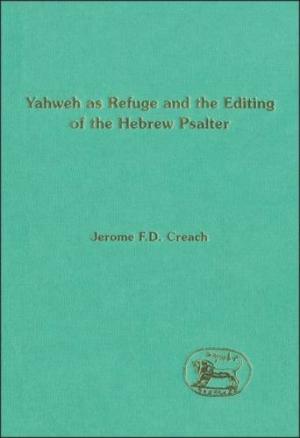 Yahweh as Refuge and the Editing
of the Hebrew Psalter
Jerome F.D. Creach